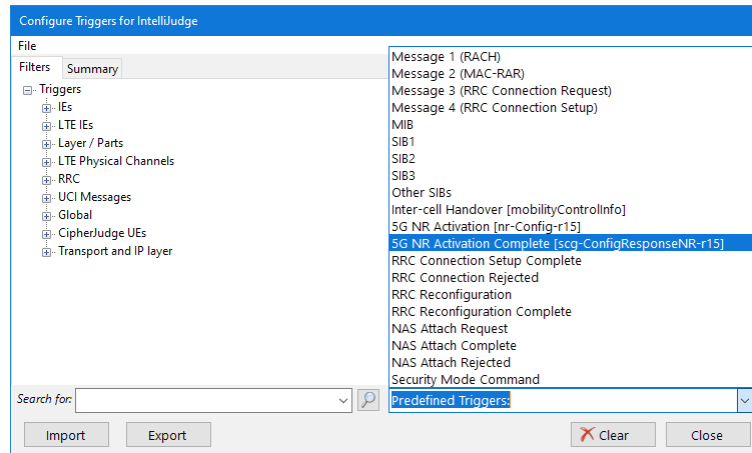 Configure Triggers for IntelliJudge
File
Filters
Summary
Triggers
IEs
LTE IEs
Layer / Parts
LTE Physical Channels
RRC
UCI Messages
Global
CipherJudge UEs
Transport and IP layer
Message 1 (RACH)
Message 2 (MAC-RAR)
Message 3 (RRC Connection Request)
Message 4 (RRC Connection Setup)
MIB
SIB1
SIB2
SIB3
Other SIBs
Inter-cell Handover [mobilityControlInfo]
5G NR Activation [nr-Config-r15]
5G NR Activation Complete [scg-ConfigResponseNR-r15]
RRC Connection Setup Complete
RRC Connection Rejected
RRC Reconfiguration
RRC Reconfiguration Complete
NAS Attach Request
NAS Attach Complete
NAS Attach Rejected
Security Mode Command
Search for:
Predefined Triggers:
Import
Export
Clear
Close